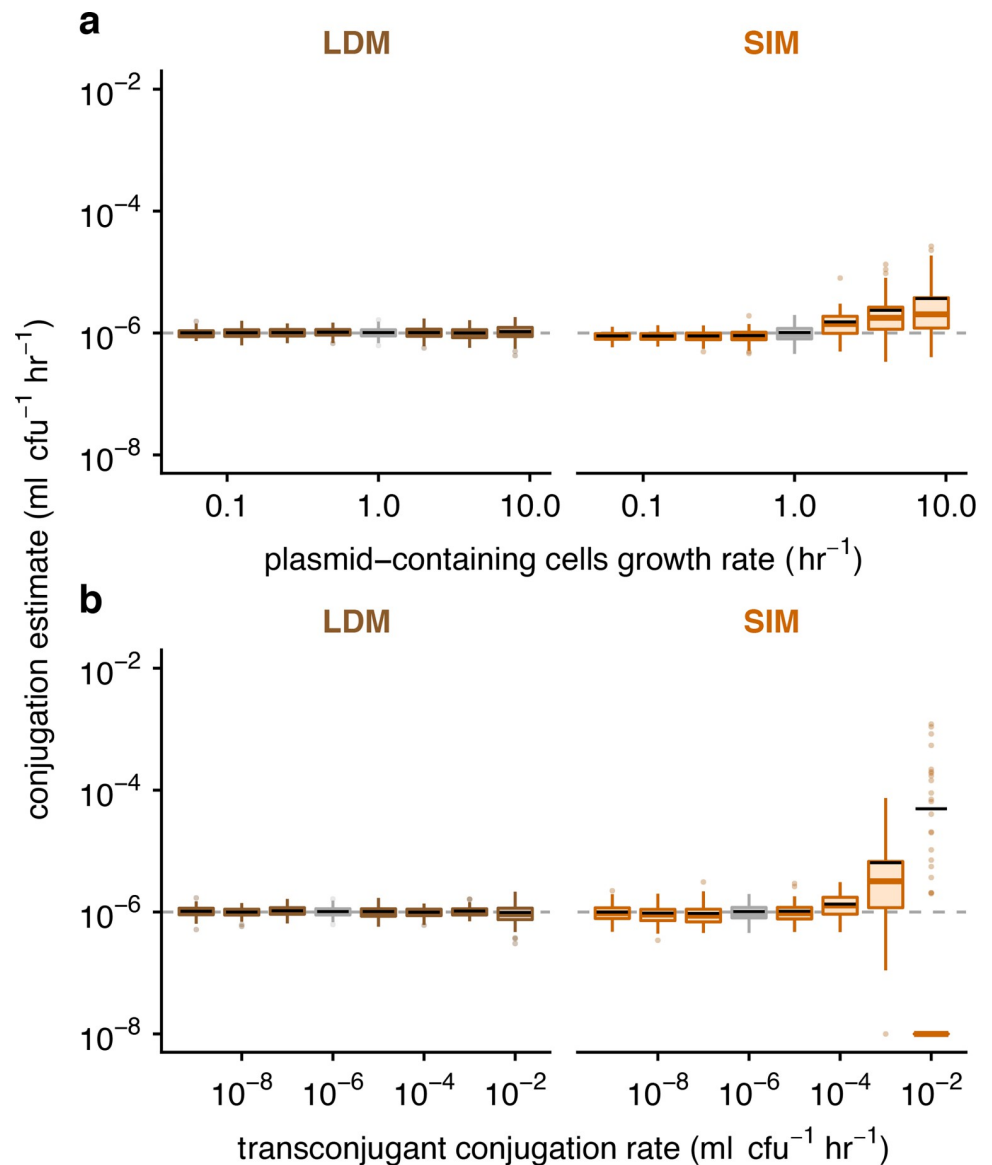 a
LDM SIM
10⁻²
10⁻⁴
10⁻⁶
10⁻⁸
0.1 1.0 10.0 0.1 1.0 10.0
plasmid−containing cells growth rate (hr⁻¹)
conjugation estimate (ml cfu⁻¹ hr⁻¹)
b
LDM SIM
10⁻²
10⁻⁴
10⁻⁶
10⁻⁸
10⁻⁸ 10⁻⁶ 10⁻⁴ 10⁻² 10⁻⁸ 10⁻⁶ 10⁻⁴ 10⁻²
transconjugant conjugation rate (ml cfu⁻¹ hr⁻¹)